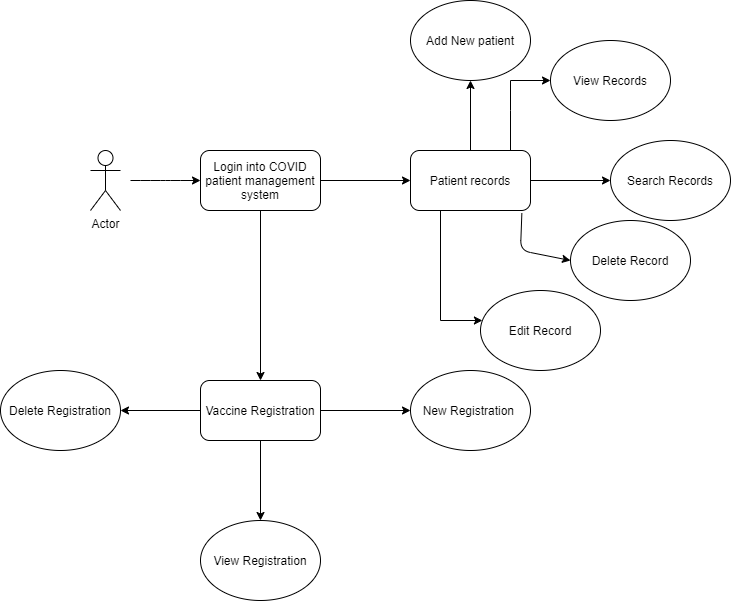 Add New patient
View Records
Login into COVID
patient management
system
Patient records
Search Records
Actor
Delete Record
Edit Record
Delete Registration
Vaccine Registration
New Registration
View Registration